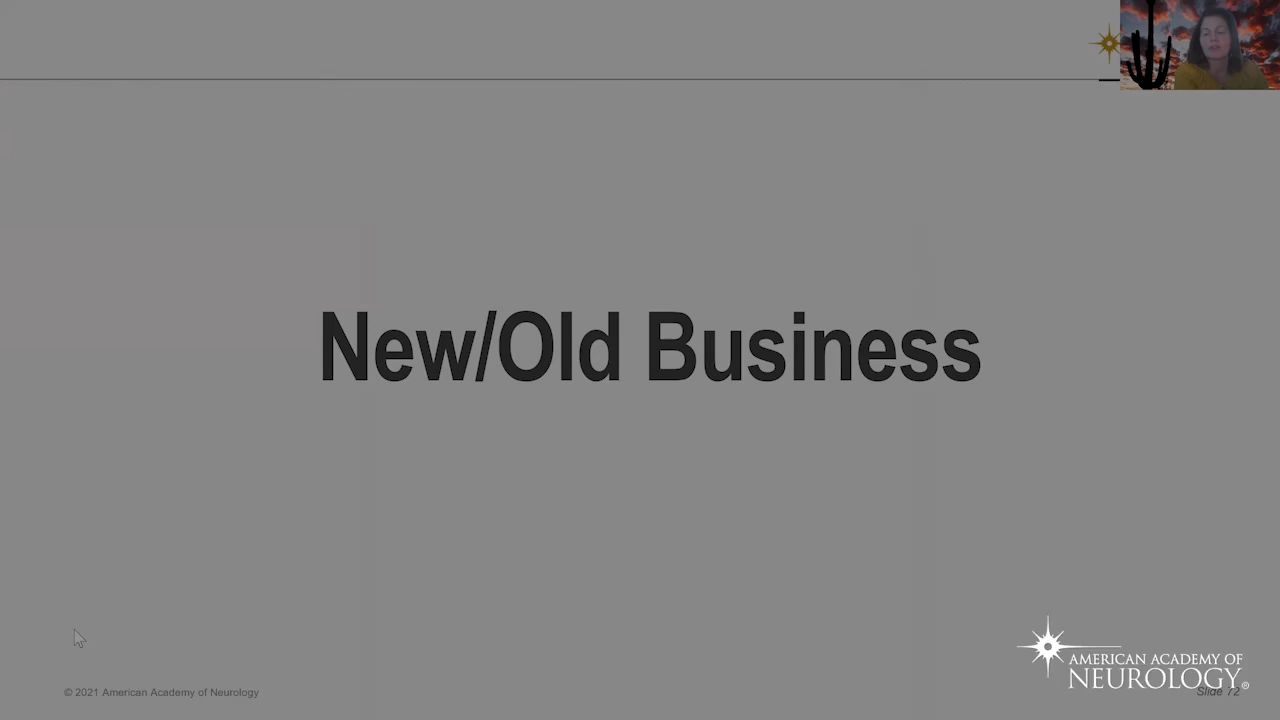 New/Old Business
AMERICAN ACADEMY OF
NEUROLOGY®
© 2021 American Academy of Neurology
Slide 72